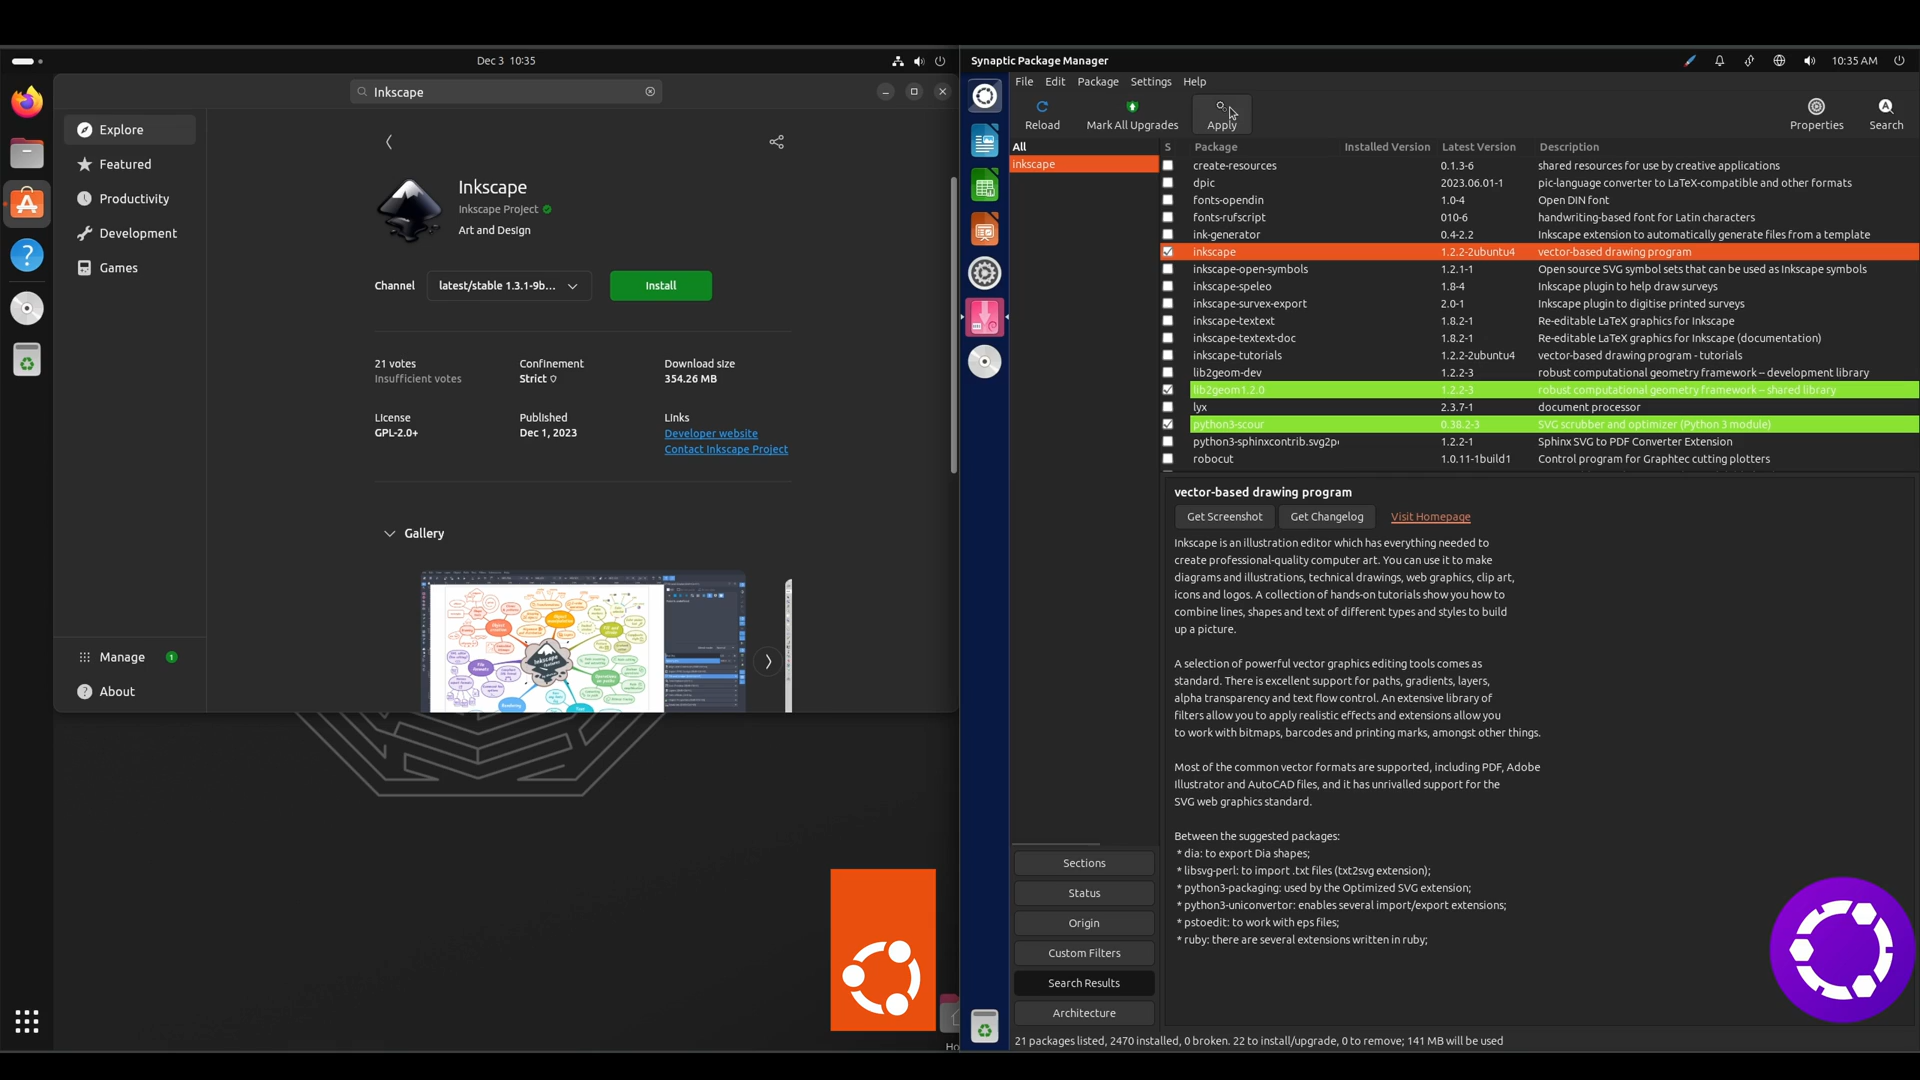 Dec 3 10:35
Inkscape
Explore
Featured
Productivity
Development
Games
Manage 1
About
Inkscape
Inkscape Project
Art and Design
Channel latest/stable 1.3.1-9b... Install
21 votes
Insufficient votes
Confinement
Strict
Download size
354.26 MB
License
GPL-2.0+
Published
Dec 1, 2023
Links
Developer website
Contact Inkscape Project
Gallery
Ho
Synaptic Package Manager
10:35 AM
File Edit Package Settings Help
Reload Mark All Upgrades Apply Properties Search
All
inkscape
S Package Installed Version Latest Version Description
create-resources 0.1.3-6 shared resources for use by creative applications
dpic 2023.06.01-1 pic-language converter to LaTeX-compatible and other formats
fonts-opendin 1.0-4 Open DIN font
fonts-rufscript 010-6 handwriting-based font for Latin characters
ink-generator 0.4-2.2 Inkscape extension to automatically generate files from a template
inkscape 1.2.2-2ubuntu4 vector-based drawing program
inkscape-open-symbols 1.2.1-1 Open source SVG symbol sets that can be used as Inkscape symbols
inkscape-speleo 1.8-4 Inkscape plugin to help draw surveys
inkscape-survex-export 2.0-1 Inkscape plugin to digitise printed surveys
inkscape-textext 1.8.2-1 Re-editable LaTeX graphics for Inkscape
inkscape-textext-doc 1.8.2-1 Re-editable LaTeX graphics for Inkscape (documentation)
inkscape-tutorials 1.2.2-2ubuntu4 vector-based drawing program - tutorials
lib2geom-dev 1.2.2-3 robust computational geometry framework – development library
lib2geom1.2.0 1.2.2-3 robust computational geometry framework – shared library
lyx 2.3.7-1 document processor
python3-scour 0.38.2-3 SVG scrubber and optimizer (Python 3 module)
python3-sphinxcontrib.svg2p 1.2.2-1 Sphinx SVG to PDF Converter Extension
robocut 1.0.11-1build1 Control program for Graphtec cutting plotters
vector-based drawing program
Get Screenshot Get Changelog Visit Homepage
Inkscape is an illustration editor which has everything needed to
create professional-quality computer art. You can use it to make
diagrams and illustrations, technical drawings, web graphics, clip art,
icons and logos. A collection of hands-on tutorials show you how to
combine lines, shapes and text of different types and styles to build
up a picture.
A selection of powerful vector graphics editing tools comes as
standard. There is excellent support for paths, gradients, layers,
alpha transparency and text flow control. An extensive library of
filters allow you to apply realistic effects and extensions allow you
to work with bitmaps, barcodes and printing marks, amongst other things.
Most of the common vector formats are supported, including PDF, Adobe
Illustrator and AutoCAD files, and it has unrivalled support for the
SVG web graphics standard.
Between the suggested packages:
* dia: to export Dia shapes;
* libsvg-perl: to import .txt files (txt2svg extension);
* python3-packaging: used by the Optimized SVG extension;
* python3-uniconvertor: enables several import/export extensions;
* pstoedit: to work with eps files;
* ruby: there are several extensions written in ruby;
Sections
Status
Origin
Custom Filters
Search Results
Architecture
21 packages listed, 2470 installed, 0 broken. 22 to install/upgrade, 0 to remove; 141 MB will be used